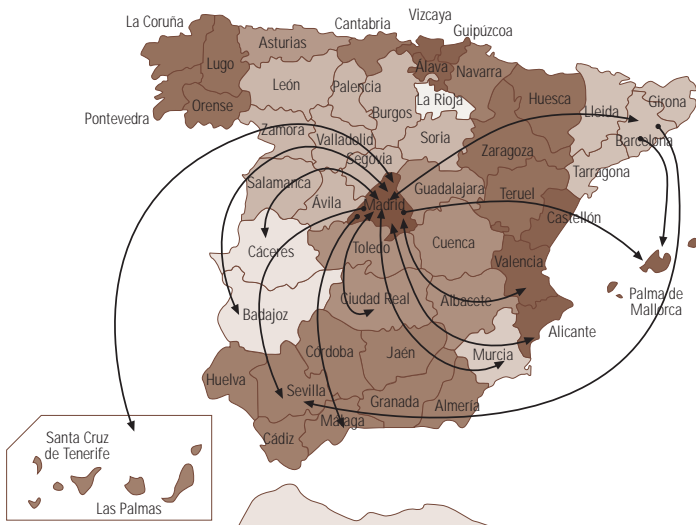 Vizcaya
La Coruña
Cantabria
Guipúzcoa
Asturias
Lugo
Alava
Navarra
León
Palencia
La Rioja
Huesca
Girona
Orense
Burgos
Lleida
Pontevedra
Zamora
Valladolid
Soria
Barcelona
Segovia
Zaragoza
Tarragona
Salamanca
Guadalajara
Teruel
Ávila
Madrid
Castellón
Cáceres
Toledo
Cuenca
Valencia
Palma de
Mallorca
Badajoz
Ciudad Real
Albacete
Alicante
Córdoba
Jaén
Murcia
Huelva
Sevilla
Granada
Almería
Málaga
Cádiz
Santa Cruz
de Tenerife
Las Palmas